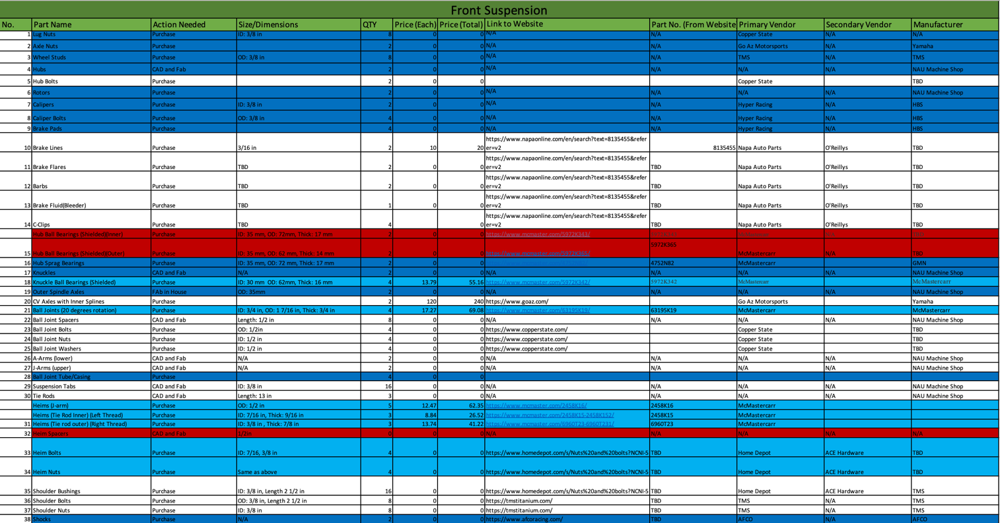 Front Suspension
No. Part Name Action Needed Size/Dimensions QTY Price (Each) Price (Total) Link to Website Part No. (From Website Primary Vendor Secondary Vendor Manufacturer
1 Lug Nuts Purchase ID: 3/8 in 8 0 0 N/A N/A Copper State N/A N/A
2 Axle Nuts Purchase 2 0 0 N/A N/A Go Az Motorsports N/A Yamaha
3 Wheel Studs Purchase OD: 3/8 in 8 0 0 N/A N/A TMS N/A TMS
4 Hubs CAD and Fab 2 0 0 N/A N/A N/A N/A NAU Machine Shop
5 Hub Bolts Purchase 2 0 0 Copper State TBD
6 Rotors Purchase 2 0 0 N/A N/A N/A N/A NAU Machine Shop
7 Calipers Purchase ID: 3/8 in 2 0 0 N/A N/A Hyper Racing N/A HBS
8 Caliper Bolts Purchase OD: 3/8 in 4 0 0 N/A N/A Hyper Racing N/A HBS
9 Brake Pads Purchase 4 0 0 N/A N/A Hyper Racing N/A HBS
https://www.napaonline.com/en/search?text=8135455&refer
10 Brake Lines Purchase 3/16 in 2 10 20 er=v2 8135455 Napa Auto Parts O'Reillys TBD
https://www.napaonline.com/en/search?text=8135455&refer
11 Brake Flares Purchase TBD 2 0 0 er=v2 TBD Napa Auto Parts O'Reillys TBD
https://www.napaonline.com/en/search?text=8135455&refer
12 Barbs Purchase TBD 2 0 0 er=v2 TBD Napa Auto Parts O'Reillys TBD
https://www.napaonline.com/en/search?text=8135455&refer
13 Brake Fluid(Bleeder) Purchase TBD 1 0 0 er=v2 TBD Napa Auto Parts O'Reillys TBD
https://www.napaonline.com/en/search?text=8135455&refer
14 C-Clips Purchase TBD 4 0 0 er=v2 TBD Napa Auto Parts O'Reillys TBD
Hub Ball Bearings (Shielded)(Inner) Purchase ID: 35 mm, OD: 72mm, Thick: 17 mm 2 0 0 https://www.mcmaster.com/5972K343/
5972K365
15 Hub Ball Bearings (Shielded)(Outer) Purchase ID: 35 mm, OD: 62 mm, Thick: 14 mm 2 0 0 https://www.mcmaster.com/5972K365/ McMastercarr N/A TBD
16 Hub Sprag Bearings Purchase ID: 35 mm, OD: 72 mm, Thick: 17 mm 2 0 0 4752N82 McMastercarr GMN
17 Knuckles CAD and Fab N/A 2 0 0 N/A N/A N/A N/A NAU Machine Shop
18 Knuckle Ball Bearings (Shielded) Purchase ID: 30 mm OD: 62mm, Thick: 16 mm 4 13.79 55.16 https://www.mcmaster.com/5972K342/ 5972K342 McMastercarr McMastercarr
19 Outer Spindle Axles FAb in House OD: 35mm 2 0 0 N/A N/A N/A N/A NAU Machine Shop
20 CV Axles with Inner Splines Purchase 2 120 240 https://www.goaz.com/ Go Az Motorsports Yamaha
21 Ball Joints (20 degrees rotation) Purchase ID: 3/4 in, OD: 1 7/16 in, Thick: 3/4 in 4 17.27 69.08 https://www.mcmaster.com/63195K19/ 63195K19 McMastercarr McMastercarr
22 Ball Joint Spacers CAD and Fab Length: 1/2 in 8 0 0 N/A N/A N/A N/A NAU Machine Shop
23 Ball Joint Bolts Purchase OD: 1/2in 4 0 0 https://www.copperstate.com/ Copper State TBD
24 Ball Joint Nuts Purchase ID: 1/2 in 4 0 0 https://www.copperstate.com/ Copper State TBD
25 Ball Joint Washers Purchase ID: 1/2 in 4 0 0 https://www.copperstate.com/ Copper State TBD
26 A-Arms (lower) CAD and Fab N/A 2 0 0 N/A N/A N/A N/A NAU Machine Shop
27 J-Arms (upper) CAD and Fab N/A 2 0 0 N/A N/A N/A N/A NAU Machine Shop
28 Ball Joint Tube/Casing Purchase 4 0 0
29 Suspension Tabs CAD and Fab ID: 3/8 in 16 0 0 N/A N/A N/A N/A NAU Machine Shop
30 Tie Rods CAD and Fab Length: 13 in 3 0 0 N/A N/A N/A N/A NAU Machine Shop
Heims (J-arm) Purchase OD: 1/2 in 5 12.47 62.35 https://www.mcmaster.com/2458K16/ 2458K16 McMastercarr
Heims (Tie Rod Inner) (Left Thread) Purchase ID: 7/16 in, Thick: 9/16 in 3 8.84 26.52 https://www.mcmaster.com/2458K15-2458K152/ 2458K15 McMastercarr
31 Heims (Tie rod outer) (Right Thread) Purchase ID: 3/8 in , Thick: 7/8 in 3 13.74 41.22 https://www.mcmaster.com/6960T23-6960T231/ 6960T23 McMastercarr
32 Heim Spacers CAD and Fab 1/2in 0 0 0 N/A N/A N/A N/A N/A
33 Heim Bolts Purchase ID: 7/16, 3/8 in 4 0 0 https://www.homedepot.com/s/Nuts%20and%20bolts?NCNI-5 TBD Home Depot ACE Hardware TBD
34 Heim Nuts Purchase Same as above 4 0 0 https://www.homedepot.com/s/Nuts%20and%20bolts?NCNI-5 TBD Home Depot ACE Hardware TBD
35 Shoulder Bushings Purchase ID: 3/8 in, Length 2 1/2 in 16 0 0 https://www.homedepot.com/s/Nuts%20and%20bolts?NCNI-5 TBD Home Depot ACE Hardware TMS
36 Shoulder Bolts Purchase OD: 3/8 in, Length 2 1/2 in 8 0 0 https://tmstitanium.com/ TBD TMS N/A TMS
37 Shoulder Nuts Purchase ID: 3/8 in 8 0 0 https://tmstitanium.com/ TBD TMS N/A TMS
38 Shocks Purchase N/A 2 0 0 https://www.afcoracing.com/ TBD AFCO N/A AFCO